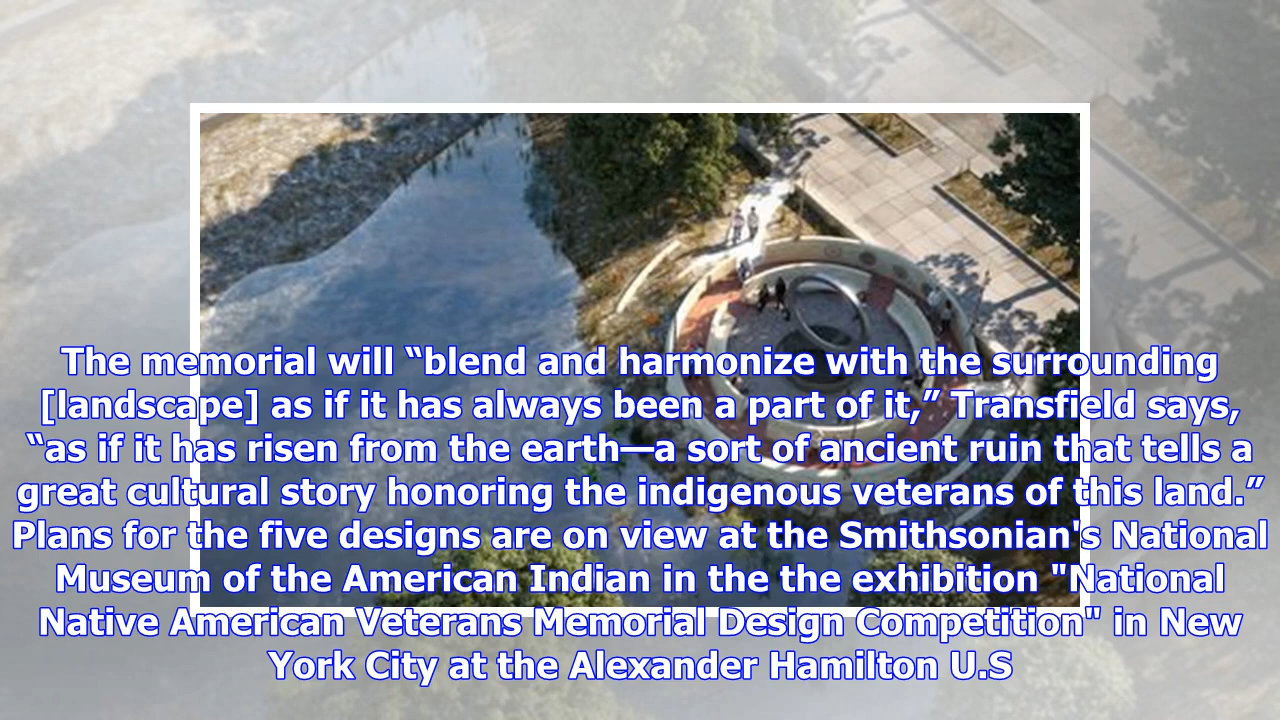 The memorial will “blend and harmonize with the surrounding
[landscape] as if it has always been a part of it,” Transfield says,
“as if it has risen from the earth—a sort of ancient ruin that tells a
great cultural story honoring the indigenous veterans of this land.”
Plans for the five designs are on view at the Smithsonian's National
Museum of the American Indian in the the exhibition "National
Native American Veterans Memorial Design Competition" in New
York City at the Alexander Hamilton U.S